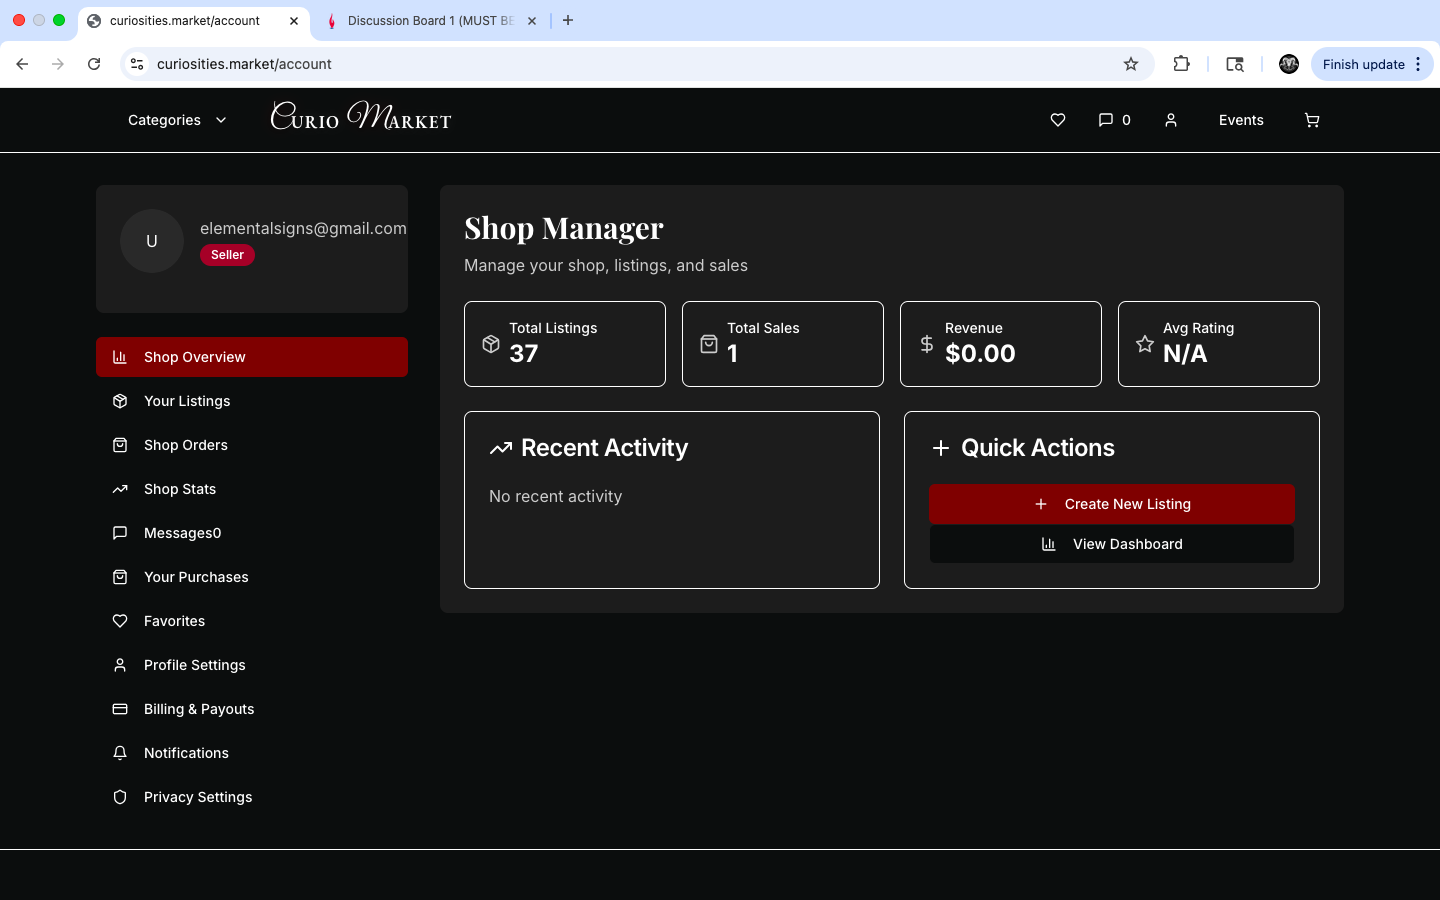 curiosities.market/account
Discussion Board 1 (MUST BE
curiosities.market/account
Finish update
Categories
Curio Market
0
Events
U
elementalsigns@gmail.com
Seller
Shop Overview
Your Listings
Shop Orders
Shop Stats
Messages0
Your Purchases
Favorites
Profile Settings
Billing & Payouts
Notifications
Privacy Settings
Shop Manager
Manage your shop, listings, and sales
Total Listings
37
Total Sales
1
Revenue
$0.00
Avg Rating
N/A
Recent Activity
No recent activity
Quick Actions
Create New Listing
View Dashboard